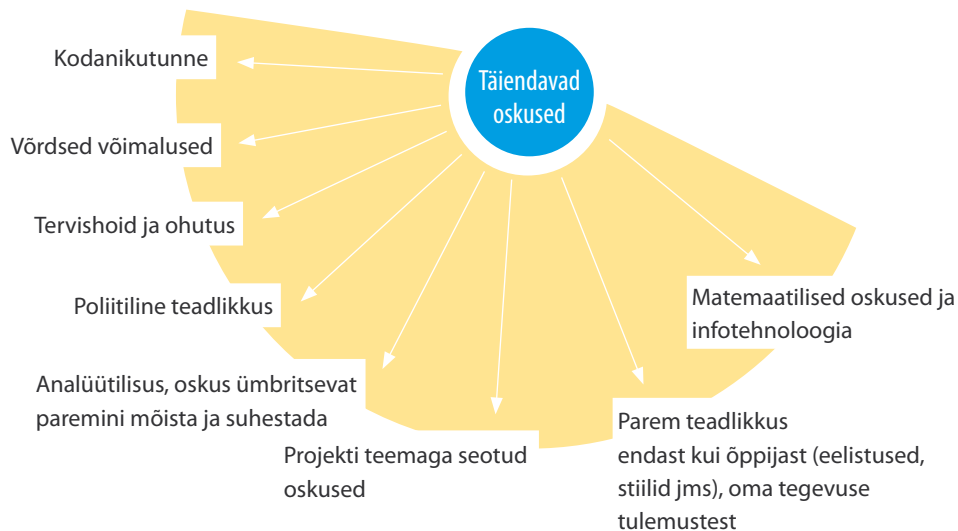 Täiendavad
oskused
Kodanikutunne
Võrdsed võimalused
Tervishoid ja ohutus
Poliitiline teadlikkus
Analüütilisus, oskus ümbritsevat
paremini mõista ja suhestada
Projekti teemaga seotud
oskused
Parem teadlikkus
endast kui õppijast (eelistused,
stiilid jms), oma tegevuse
tulemustest
Matemaatilised oskused ja
infotehnoloogia